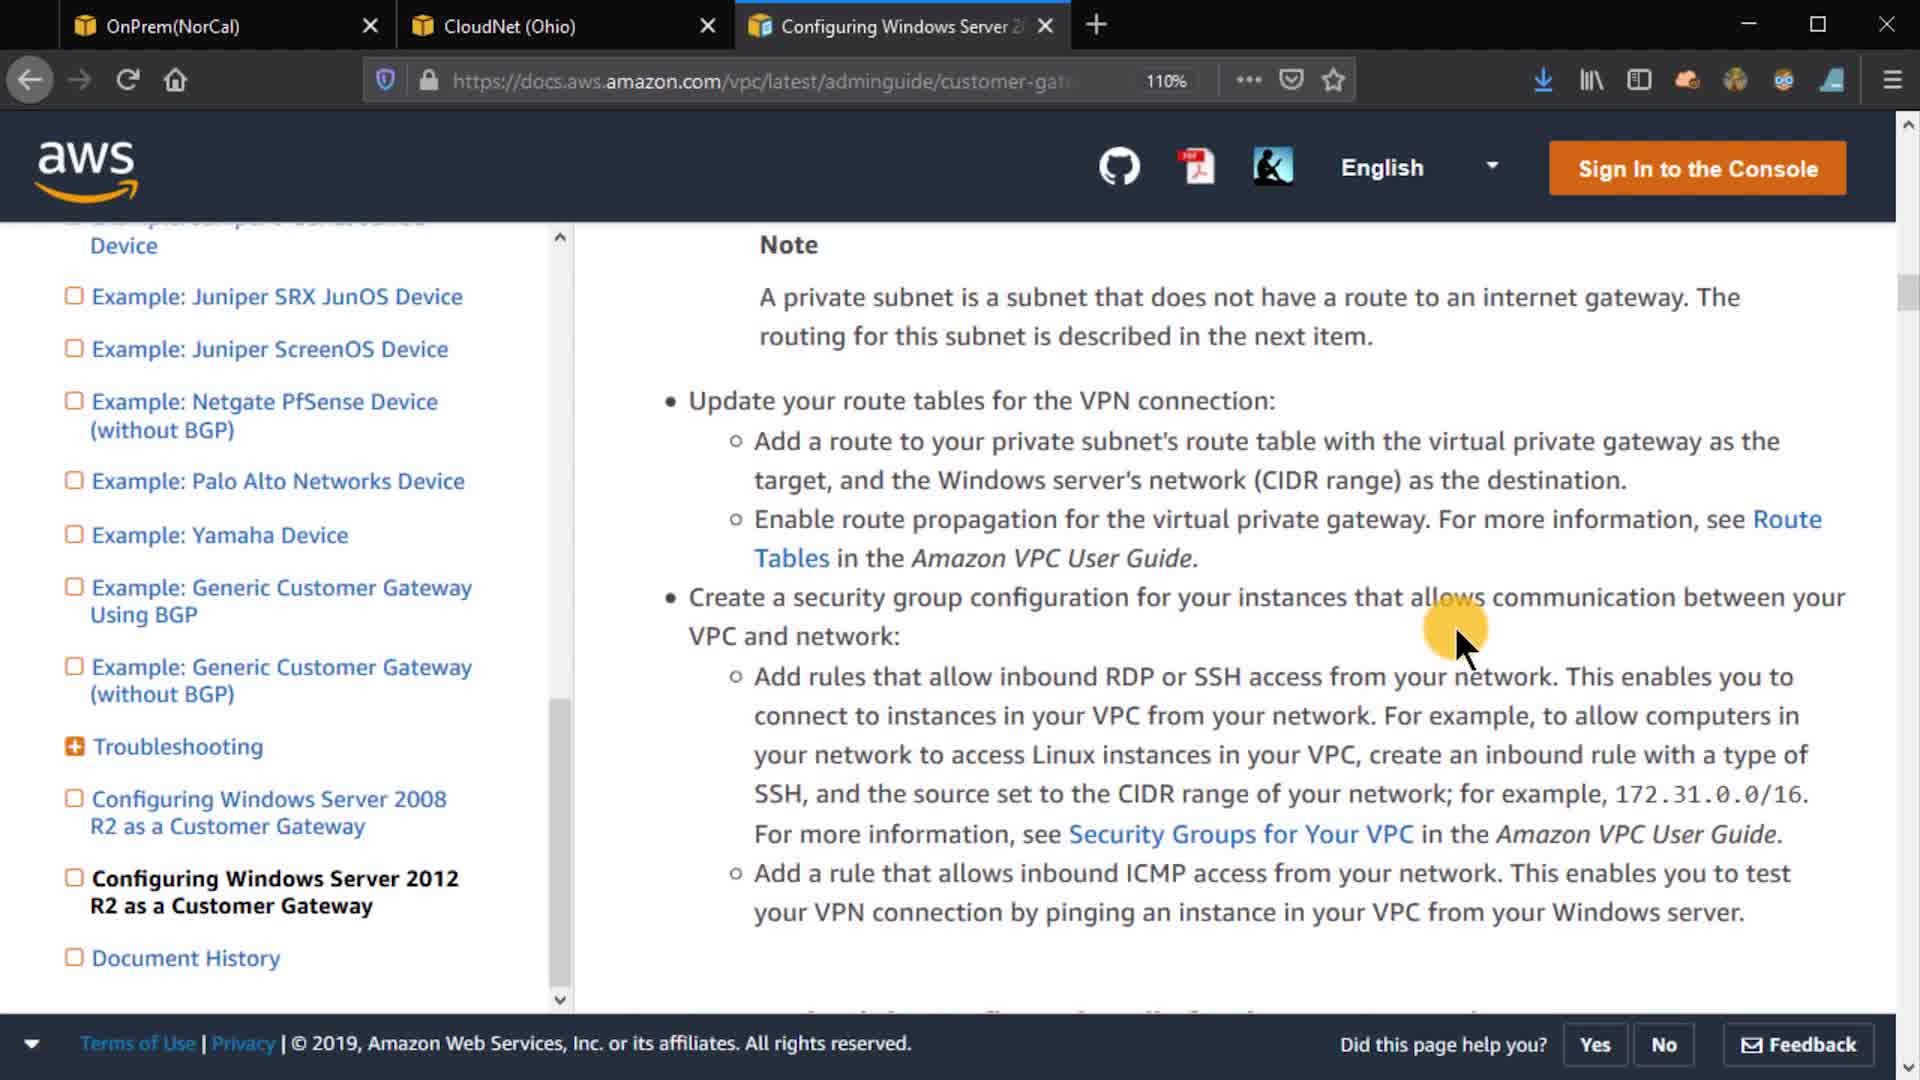 OnPrem(NorCal)
CloudNet (Ohio)
Configuring Windows Server 2
https://docs.aws.amazon.com/vpc/latest/adminguide/customer-gat
110%
aws
PDF
English
Sign In to the Console
Device
Example: Juniper SRX JunOS Device
Example: Juniper ScreenOS Device
Example: Netgate PfSense Device
(without BGP)
Example: Palo Alto Networks Device
Example: Yamaha Device
Example: Generic Customer Gateway
Using BGP
Example: Generic Customer Gateway
(without BGP)
Troubleshooting
Configuring Windows Server 2008
R2 as a Customer Gateway
Configuring Windows Server 2012
R2 as a Customer Gateway
Document History
Note
A private subnet is a subnet that does not have a route to an internet gateway. The
routing for this subnet is described in the next item.
Update your route tables for the VPN connection:
Add a route to your private subnet's route table with the virtual private gateway as the
target, and the Windows server's network (CIDR range) as the destination.
Enable route propagation for the virtual private gateway. For more information, see Route
Tables in the Amazon VPC User Guide.
Create a security group configuration for your instances that allows communication between your
VPC and network:
Add rules that allow inbound RDP or SSH access from your network. This enables you to
connect to instances in your VPC from your network. For example, to allow computers in
your network to access Linux instances in your VPC, create an inbound rule with a type of
SSH, and the source set to the CIDR range of your network; for example, 172.31.0.0/16.
For more information, see Security Groups for Your VPC in the Amazon VPC User Guide.
Add a rule that allows inbound ICMP access from your network. This enables you to test
your VPN connection by pinging an instance in your VPC from your Windows server.
Terms of Use | Privacy | © 2019, Amazon Web Services, Inc. or its affiliates. All rights reserved.
Did this page help you?
Yes
No
Feedback